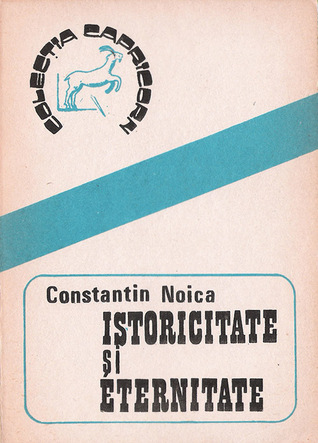 COLECȚIA CAPRICORN
Constantin Noica
ISTORICITATE
ȘI
ETERNITATE